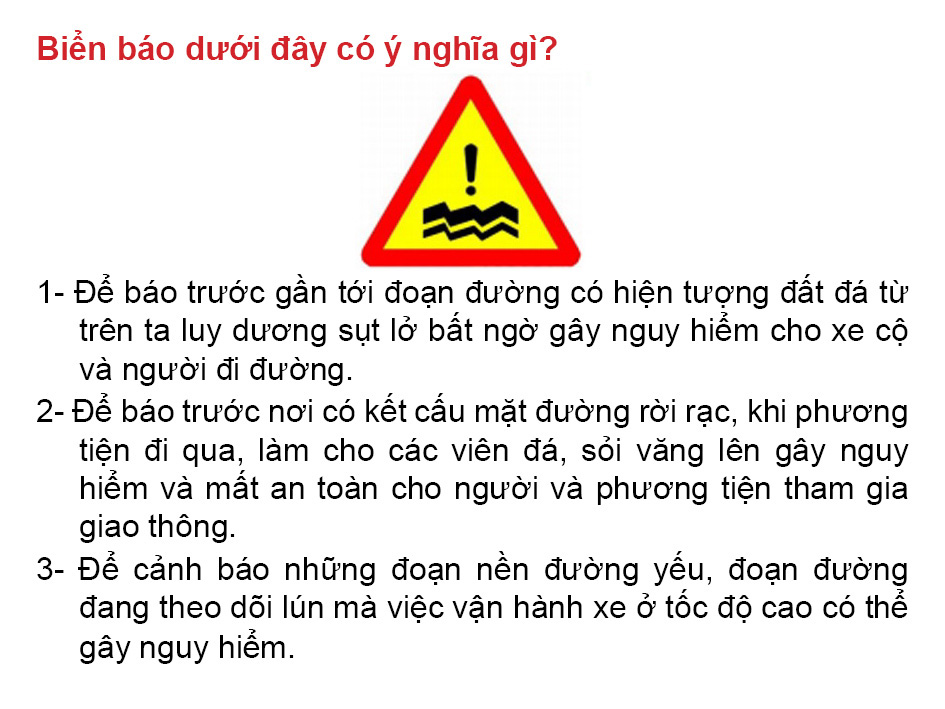 Biển báo dưới đây có ý nghĩa gì?
!
1- Để báo trước gần tới đoạn đường có hiện tượng đất đá từ
trên ta luy dương sụt lở bất ngờ gây nguy hiểm cho xe cộ
và người đi đường.
2- Để báo trước nơi có kết cấu mặt đường rời rạc, khi phương
tiện đi qua, làm cho các viên đá, sỏi văng lên gây nguy
hiểm và mất an toàn cho người và phương tiện tham gia
giao thông.
3- Để cảnh báo những đoạn nền đường yếu, đoạn đường
đang theo dõi lún mà việc vận hành xe ở tốc độ cao có thể
gây nguy hiểm.